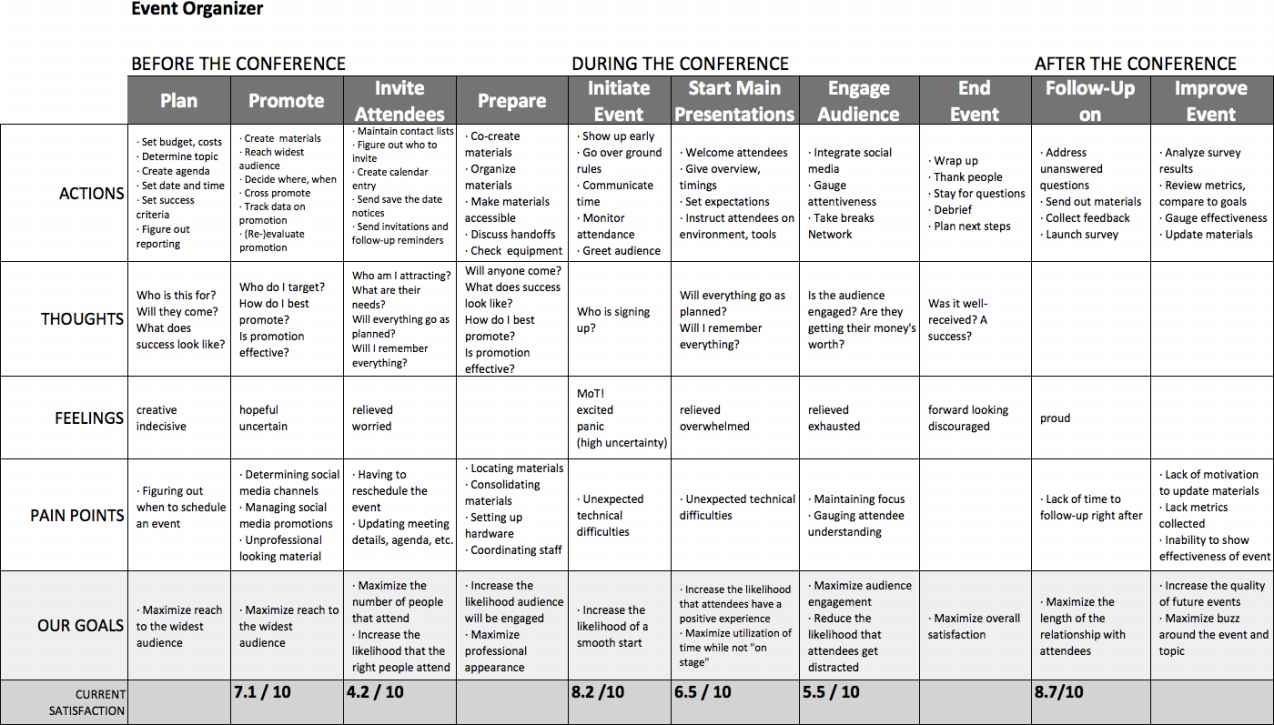 Event Organizer
BEFORE THE CONFERENCE
DURING THE CONFERENCE
AFTER THE CONFERENCE
Plan
Promote
Invite
Attendees
Prepare
Initiate
Event
Start Main
Presentations
Engage
Audience
End
Event
Follow-Up
on
Improve
Event
ACTIONS
· Set budget, costs
· Determine topic
· Create agenda
· Set date and time
· Set success
criteria
· Figure out
reporting
· Create materials
· Reach widest
audience
· Decide where, when
· Cross promote
· Track data on
promotion
· (Re-)evaluate
promotion
· Maintain contact lists
· Figure out who to
invite
· Create calendar
entry
· Send save the date
notices
· Send invitations and
follow-up reminders
· Co-create
materials
· Organize
materials
· Make materials
accessible
· Discuss handoffs
· Check equipment
· Show up early
· Go over ground
rules
· Communicate
time
· Monitor
attendance
· Greet audience
· Welcome attendees
· Give overview,
timings
· Set expectations
· Instruct attendees on
environment, tools
· Integrate social
media
· Gauge
attentiveness
· Take breaks
Network
· Wrap up
· Thank people
· Stay for questions
· Debrief
· Plan next steps
· Address
unanswered
questions
· Send out materials
· Collect feedback
· Launch survey
· Analyze survey
results
· Review metrics,
compare to goals
· Gauge effectiveness
· Update materials
THOUGHTS
Who is this for?
Will they come?
What does
success look like?
Who do I target?
How do I best
promote?
Is promotion
effective?
Who am I attracting?
What are their
needs?
Will everything go as
planned?
Will I remember
everything?
Will anyone come?
What does success
look like?
How do I best
promote?
Is promotion
effective?
Who is signing
up?
Will everything go as
planned?
Will I remember
everything?
Is the audience
engaged? Are they
getting their money's
worth?
Was it well-
received? A
success?
FEELINGS
creative
indecisive
hopeful
uncertain
relieved
worried
MoT!
excited
panic
(high uncertainty)
relieved
overwhelmed
relieved
exhausted
forward looking
discouraged
proud
PAIN POINTS
· Figuring out
when to schedule
an event
· Determining social
media channels
· Managing social
media promotions
· Unprofessional
looking material
· Having to
reschedule the
event
· Updating meeting
details, agenda, etc.
· Locating materials
· Consolidating
materials
· Setting up
hardware
· Coordinating staff
· Unexpected
technical
difficulties
· Unexpected technical
difficulties
· Maintaining focus
· Gauging attendee
understanding
· Lack of time to
follow-up right after
· Lack of motivation
to update materials
· Lack metrics
collected
· Inability to show
effectiveness of event
OUR GOALS
· Maximize reach
to the widest
audience
· Maximize reach to
the widest
audience
· Maximize the
number of people
that attend
· Increase the
likelihood that the
right people attend
· Increase the
likelihood audience
will be engaged
· Maximize
professional
appearance
· Increase the
likelihood of a
smooth start
· Increase the likelihood
that attendees have a
positive experience
· Maximize utilization of
time while not "on
stage"
· Maximize audience
engagement
· Reduce the
likelihood that
attendees get
distracted
· Maximize overall
satisfaction
· Maximize the
length of the
relationship with
attendees
· Increase the quality
of future events
· Maximize buzz
around the event and
topic
CURRENT
SATISFACTION
7.1 / 10
4.2 / 10
8.2 /10
6.5 / 10
5.5 / 10
8.7/10